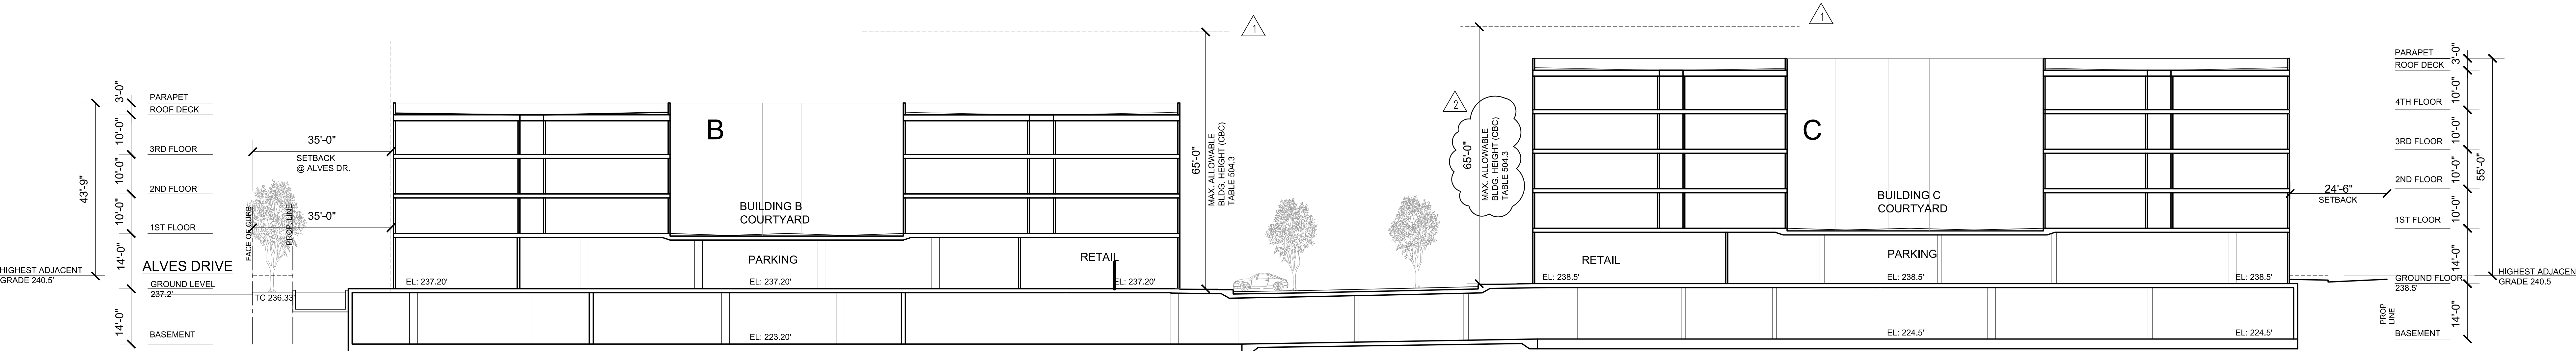 43'-9"
HIGHEST ADJACENT
GRADE 240.5'
3'-0"
10'-0"
10'-0"
10'-0"
14'-0"
14'-0"
PARAPET
ROOF DECK
3RD FLOOR
2ND FLOOR
1ST FLOOR
ALVES DRIVE
GROUND LEVEL
237.2'
BASEMENT
35'-0"
SETBACK
@ ALVES DR.
35'-0"
FACE OF CURB
PROP. LINE
TC 236.33'
B
BUILDING B
COURTYARD
PARKING
RETAIL
EL: 237.20'
EL: 237.20'
EL: 237.20'
EL: 223.20'
1
65'-0"
MAX. ALLOWABLE
BLDG. HEIGHT (CBC)
TABLE 504.3
1
2
65'-0"
MAX. ALLOWABLE
BLDG. HEIGHT (CBC)
TABLE 504.3
C
BUILDING C
COURTYARD
RETAIL
PARKING
EL: 238.5'
EL: 238.5'
EL: 238.5'
EL: 224.5'
EL: 224.5'
24'-6"
SETBACK
PROP
LINE
PARAPET
ROOF DECK
4TH FLOOR
3RD FLOOR
2ND FLOOR
1ST FLOOR
GROUND FLOOR
238.5'
BASEMENT
3'-0"
10'-0"
10'-0"
10'-0"
10'-0"
14'-0"
14'-0"
55'-0"
HIGHEST ADJACEN
GRADE 240.5